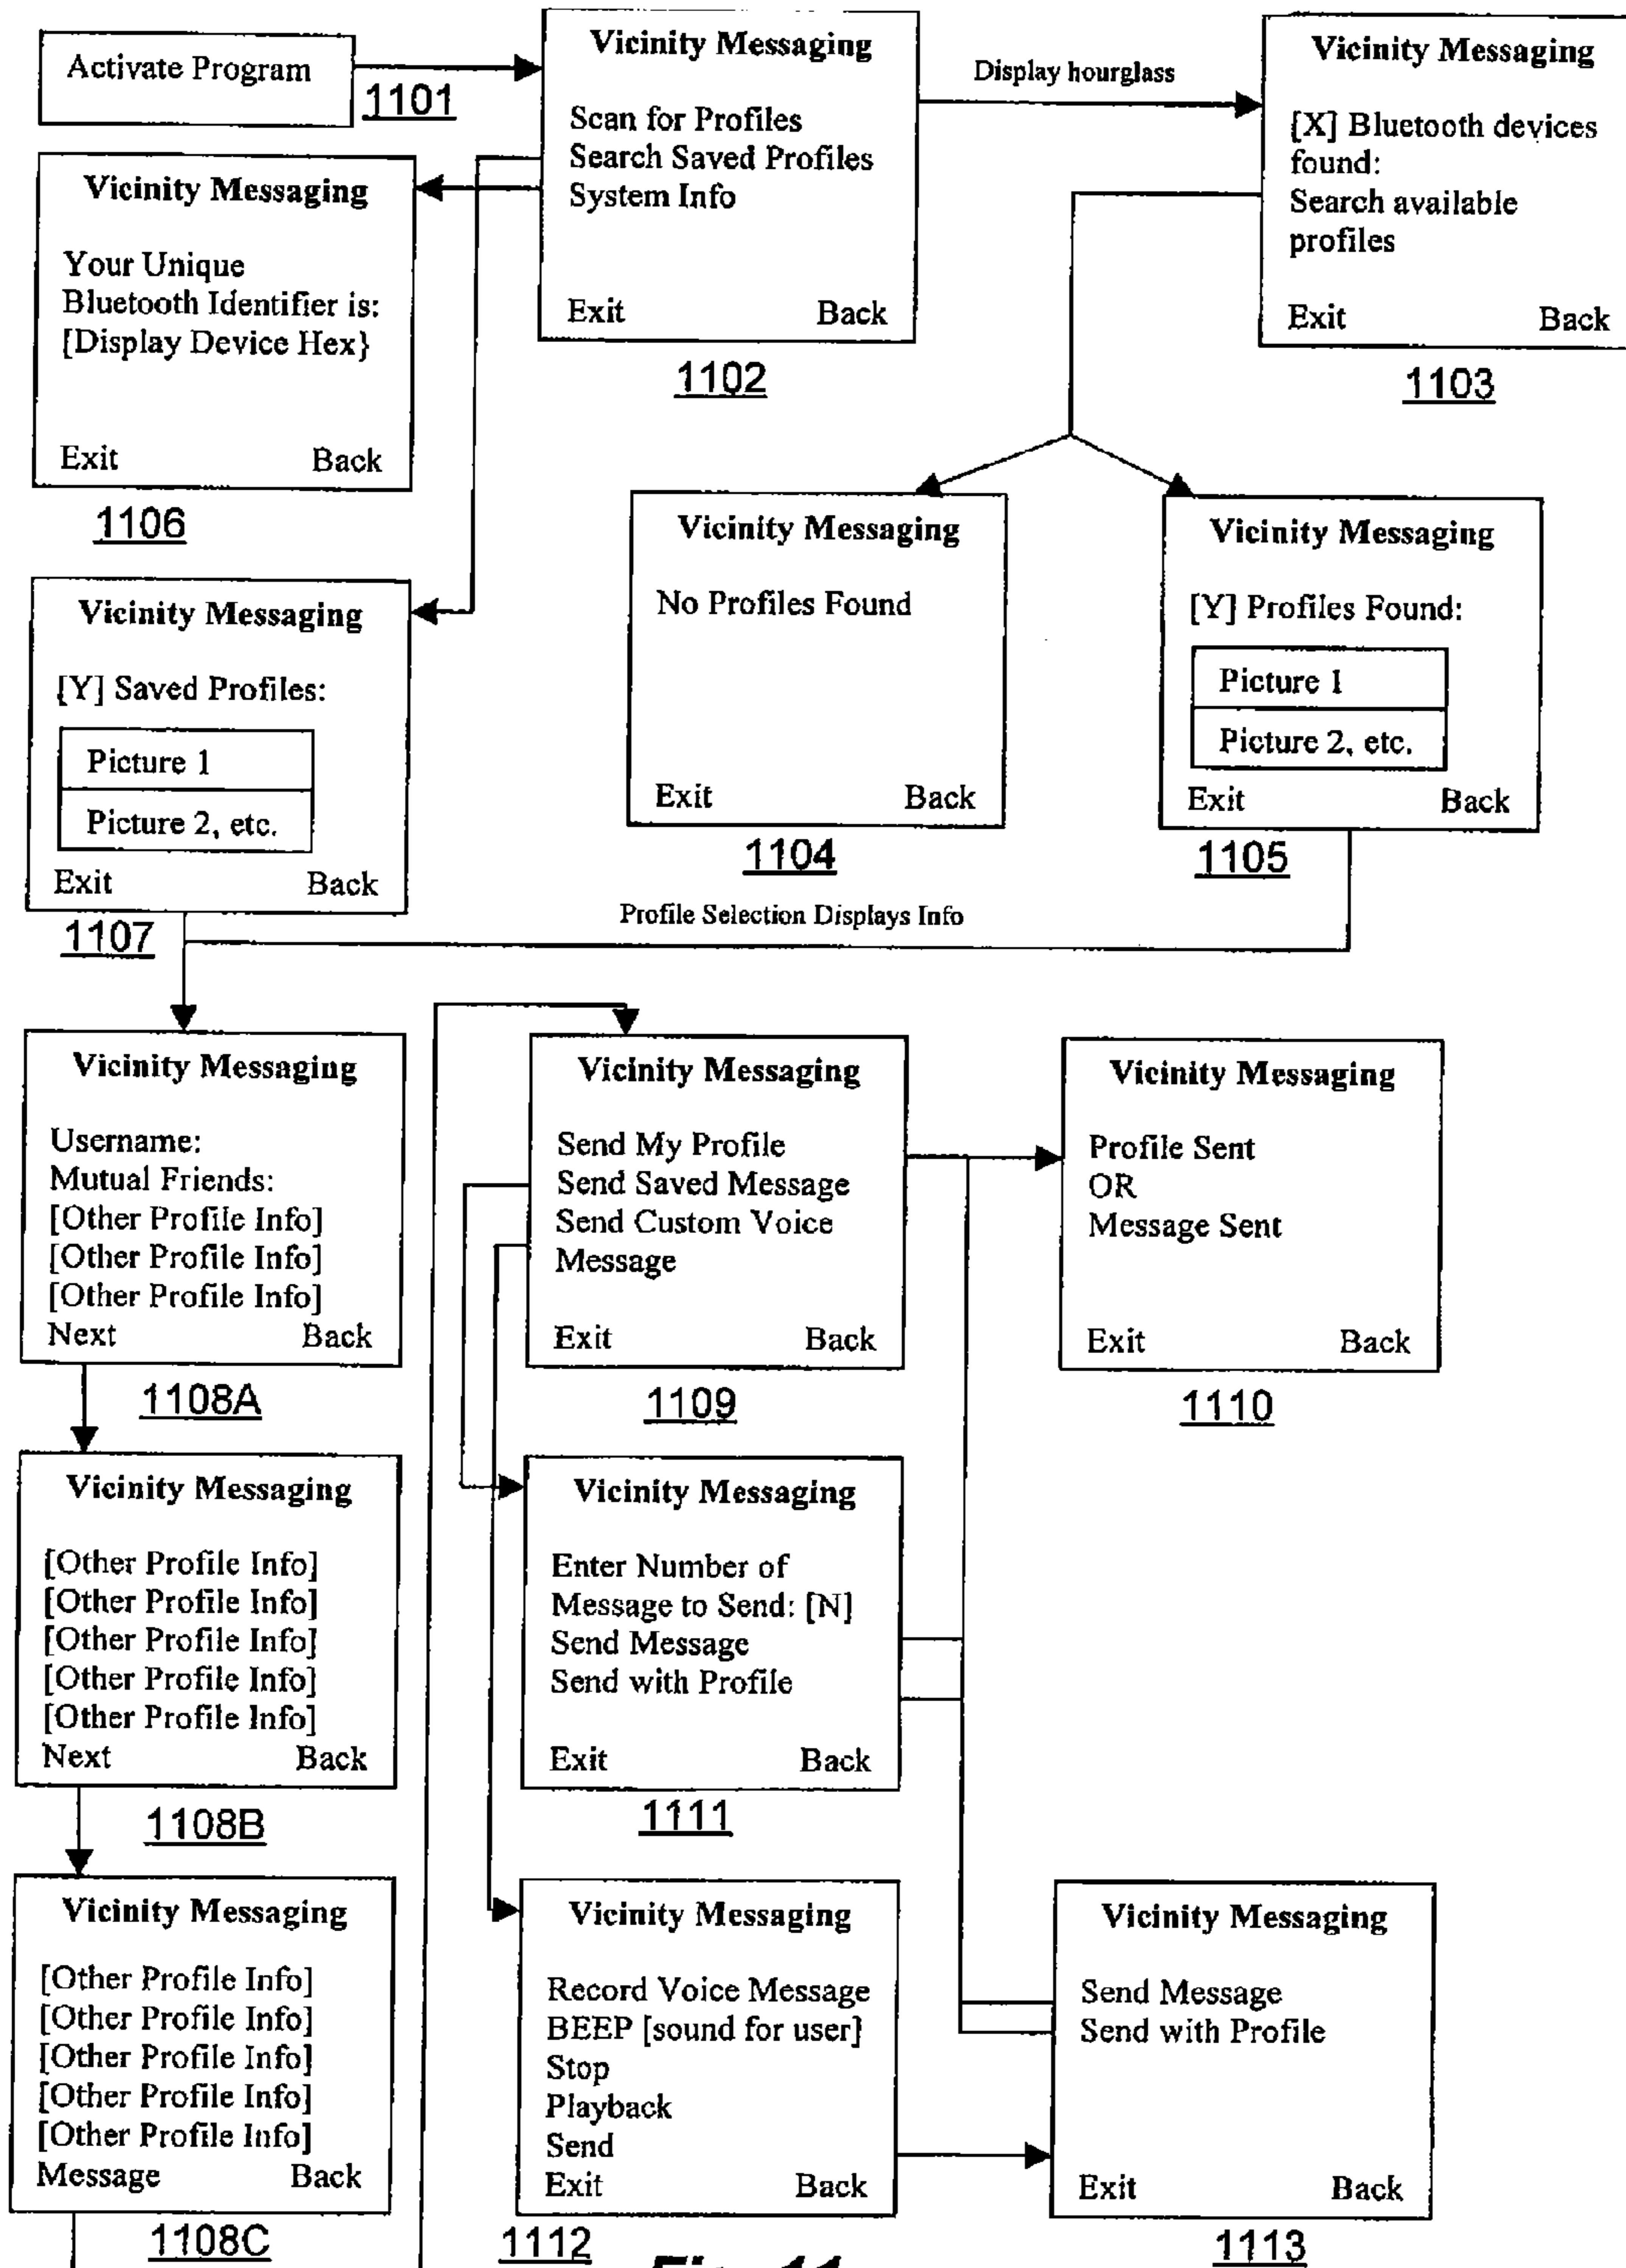 Activate Program
1101
Vicinity Messaging
Scan for Profiles
Search Saved Profiles
System Info
Exit Back
1102
Display hourglass
Vicinity Messaging
[X] Bluetooth devices
found:
Search available
profiles
Exit Back
1103
Vicinity Messaging
Your Unique
Bluetooth Identifier is:
[Display Device Hex}
Exit Back
1106
Vicinity Messaging
No Profiles Found
Exit Back
1104
Vicinity Messaging
[Y] Profiles Found:
Picture 1
Picture 2, etc.
Exit Back
1105
Vicinity Messaging
[Y] Saved Profiles:
Picture 1
Picture 2, etc.
Exit Back
1107
Profile Selection Displays Info
Vicinity Messaging
Username:
Mutual Friends:
[Other Profile Info]
[Other Profile Info]
[Other Profile Info]
Next Back
1108A
Vicinity Messaging
Send My Profile
Send Saved Message
Send Custom Voice
Message
Exit Back
1109
Vicinity Messaging
Profile Sent
OR
Message Sent
Exit Back
1110
Vicinity Messaging
[Other Profile Info]
[Other Profile Info]
[Other Profile Info]
[Other Profile Info]
[Other Profile Info]
Next Back
1108B
Vicinity Messaging
Enter Number of
Message to Send: [N]
Send Message
Send with Profile
Exit Back
1111
Vicinity Messaging
[Other Profile Info]
[Other Profile Info]
[Other Profile Info]
[Other Profile Info]
[Other Profile Info]
Message Back
1108C
Vicinity Messaging
Record Voice Message
BEEP [sound for user]
Stop
Playback
Send
Exit Back
1112
Vicinity Messaging
Send Message
Send with Profile
Exit Back
1113
Fig. 11